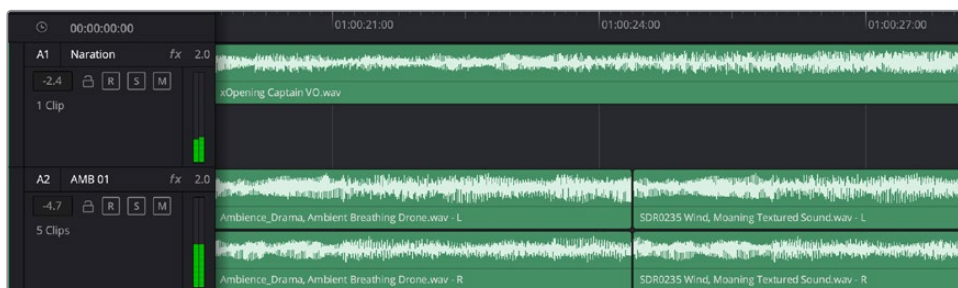 00:00:00:00 01:00:21:00 01:00:24:00 01:00:27:00
A1 Naration fx 2.0
-2.4 R S M
xOpening Captain VO.wav
1 Clip
A2 AMB 01 fx 2.0
-4.7 R S M
Ambience_Drama, Ambient Breathing Drone.wav - L SDR0235 Wind, Moaning Textured Sound.wav - L
5 Clips
Ambience_Drama, Ambient Breathing Drone.wav - R SDR0235 Wind, Moaning Textured Sound.wav - R